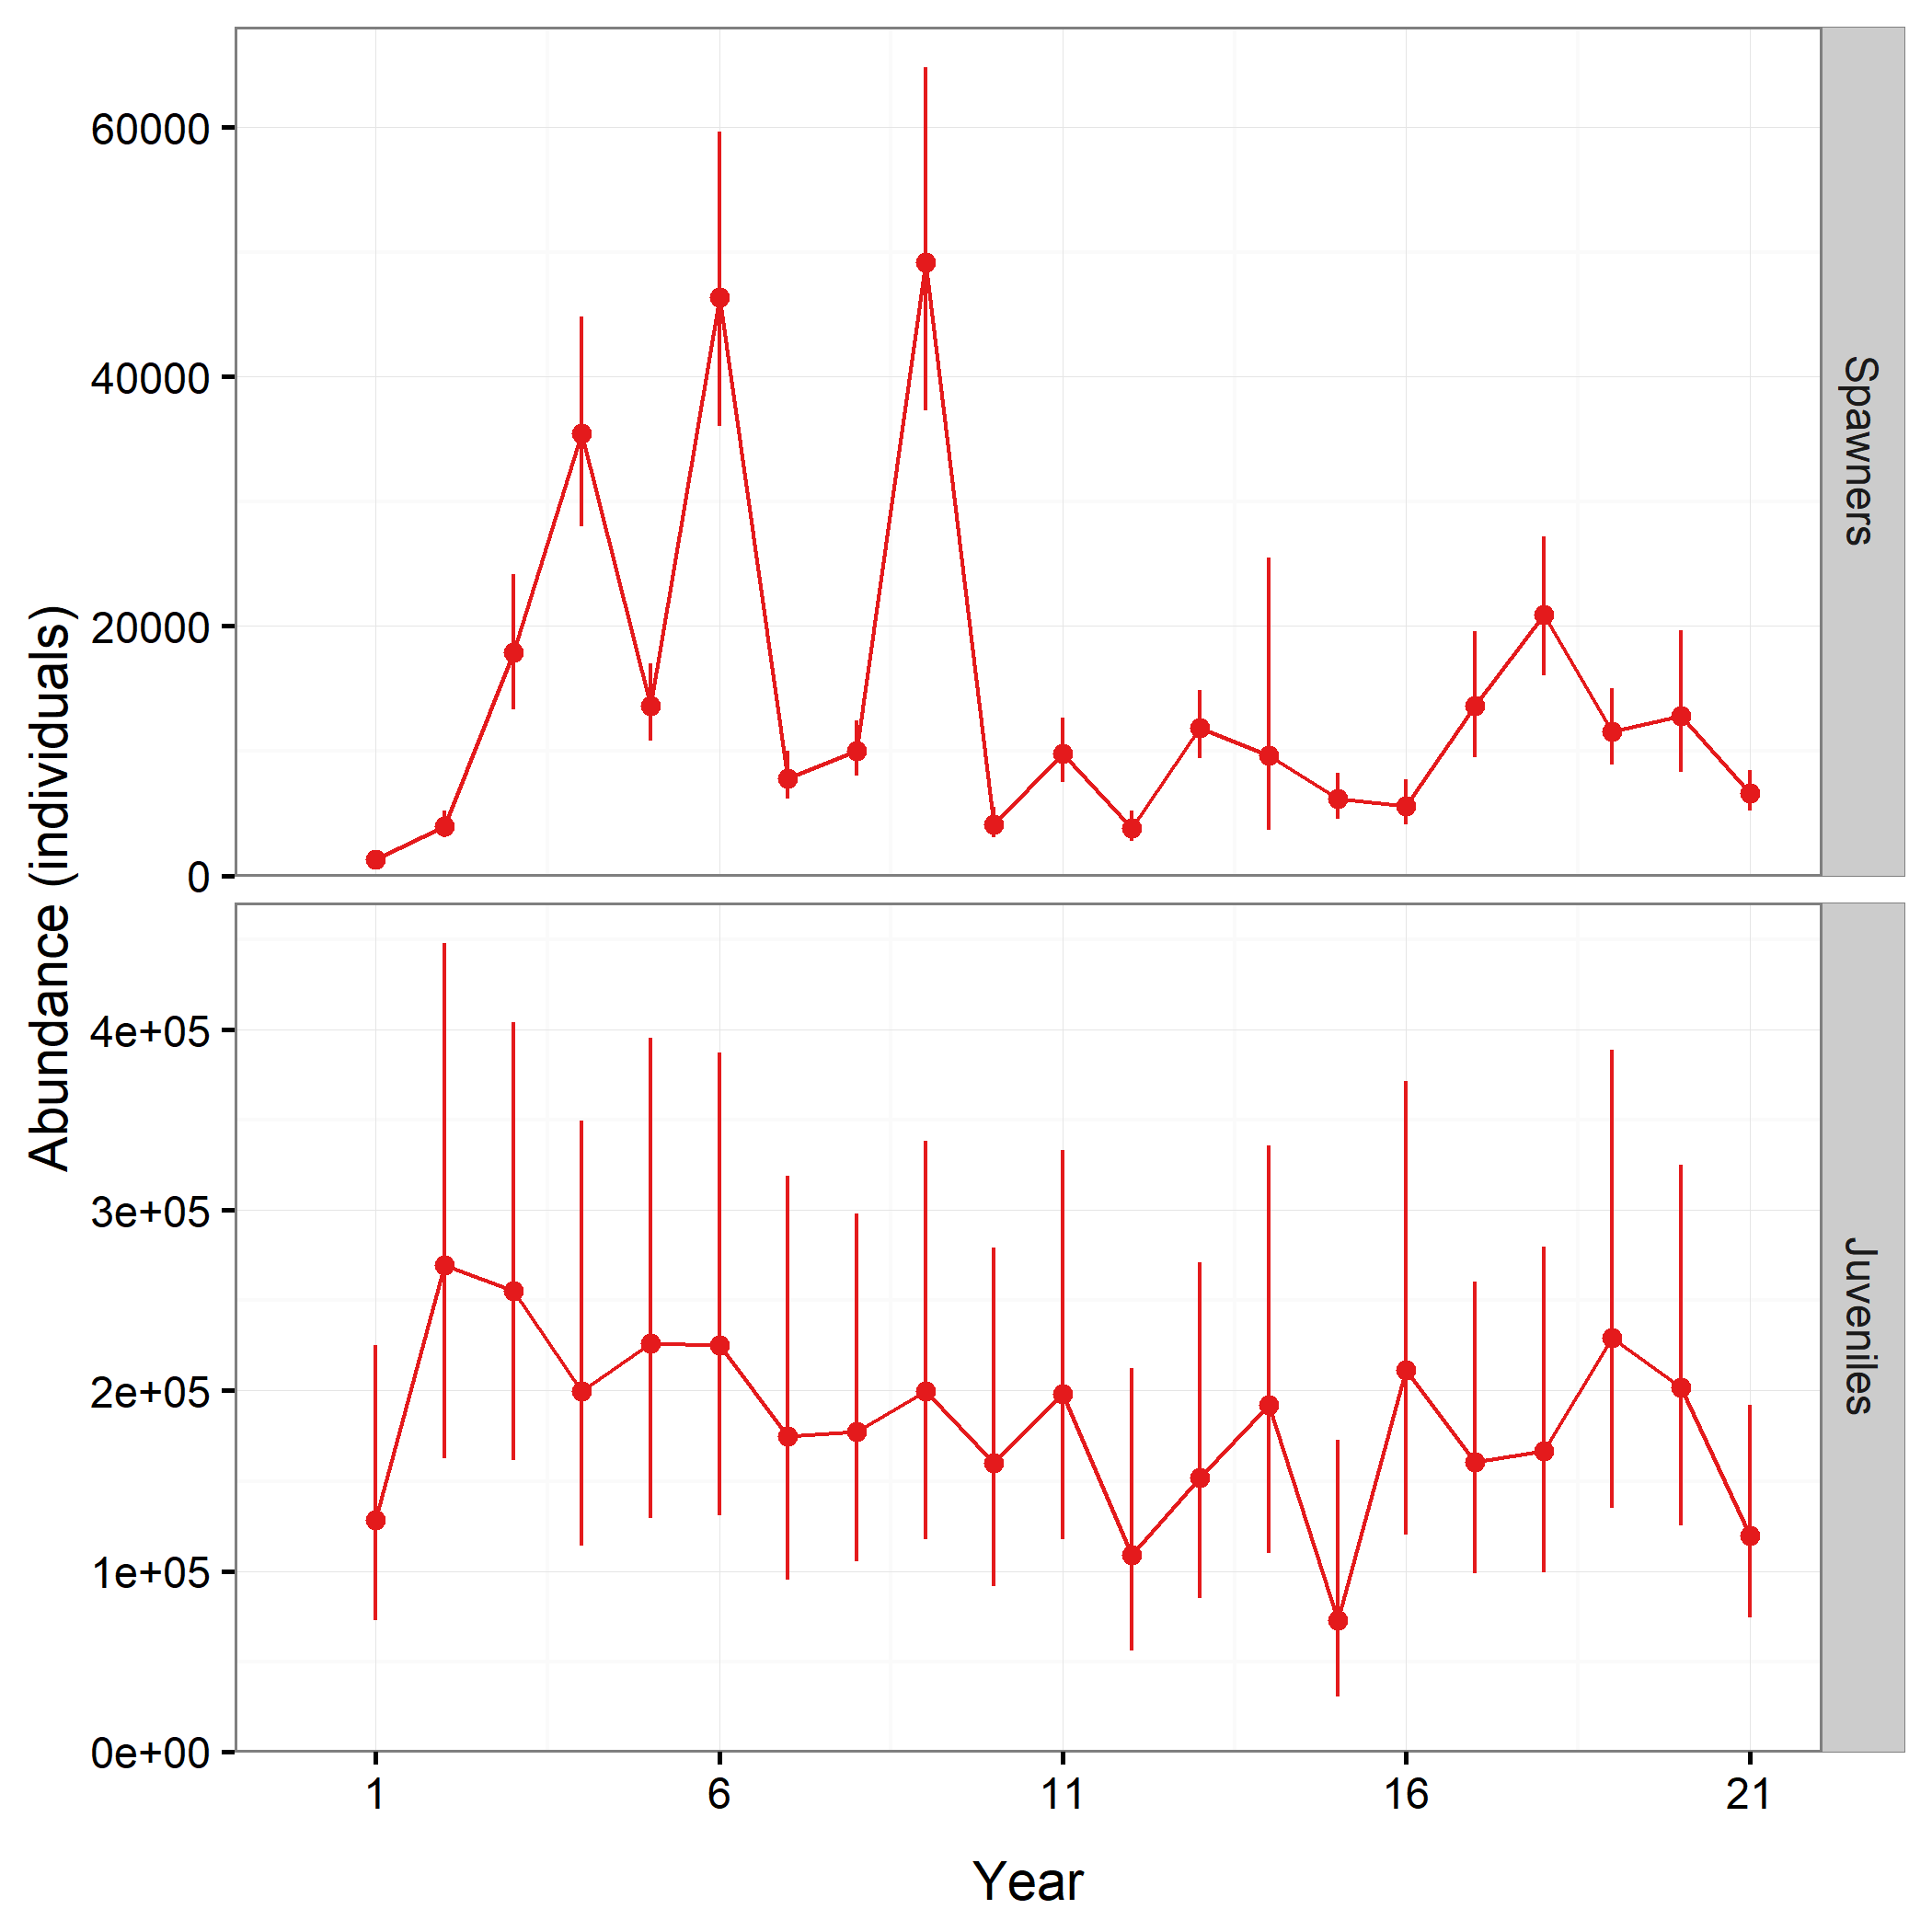 Abundance (individuals)
60000
40000
20000
0
Spawners
4e+05
3e+05
2e+05
1e+05
0e+00
Juveniles
1 6 11 16 21
Year